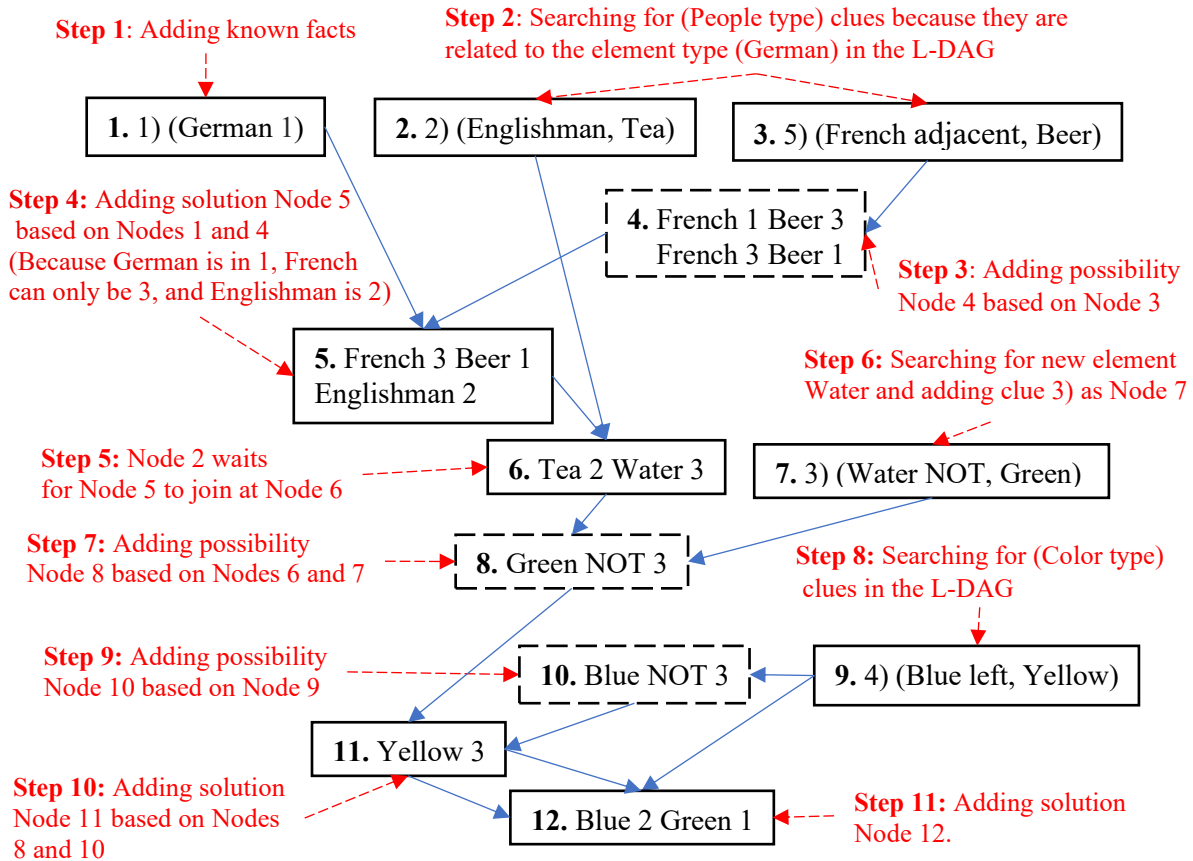 Step 1: Adding known facts
Step 2: Searching for (People type) clues because they are
related to the element type (German) in the L-DAG
1. 1) (German 1)
2. 2) (Englishman, Tea)
3. 5) (French adjacent, Beer)
Step 4: Adding solution Node 5
based on Nodes 1 and 4
(Because German is in 1, French
can only be 3, and Englishman is 2)
4. French 1 Beer 3
French 3 Beer 1
Step 3: Adding possibility
Node 4 based on Node 3
5. French 3 Beer 1
Englishman 2
Step 6: Searching for new element
Water and adding clue 3) as Node 7
Step 5: Node 2 waits
for Node 5 to join at Node 6
6. Tea 2 Water 3
7. 3) (Water NOT, Green)
Step 7: Adding possibility
Node 8 based on Nodes 6 and 7
8. Green NOT 3
Step 8: Searching for (Color type)
clues in the L-DAG
Step 9: Adding possibility
Node 10 based on Node 9
10. Blue NOT 3
9. 4) (Blue left, Yellow)
11. Yellow 3
Step 10: Adding solution
Node 11 based on Nodes
8 and 10
12. Blue 2 Green 1
Step 11: Adding solution
Node 12.